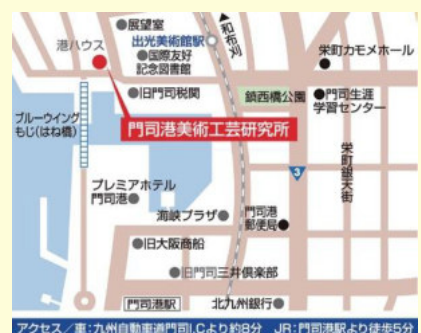 展望室
▲和布刈
港ハウス
出光美術館駅
国際友好
記念図書館
栄町カモメホール
旧門司税関
鎮西橋公園
門司生涯
学習センター
ブルーウイング
もじ(はね橋)
門司港美術工芸研究所
3
栄町銀天街
プレミアホテル
門司港
海峡プラザ
門司港
郵便局
旧大阪商船
旧門司三井倶楽部
門司港駅
北九州銀行
アクセス/車:九州自動車道門司I.Cより約8分 JR:門司港駅より徒歩5分